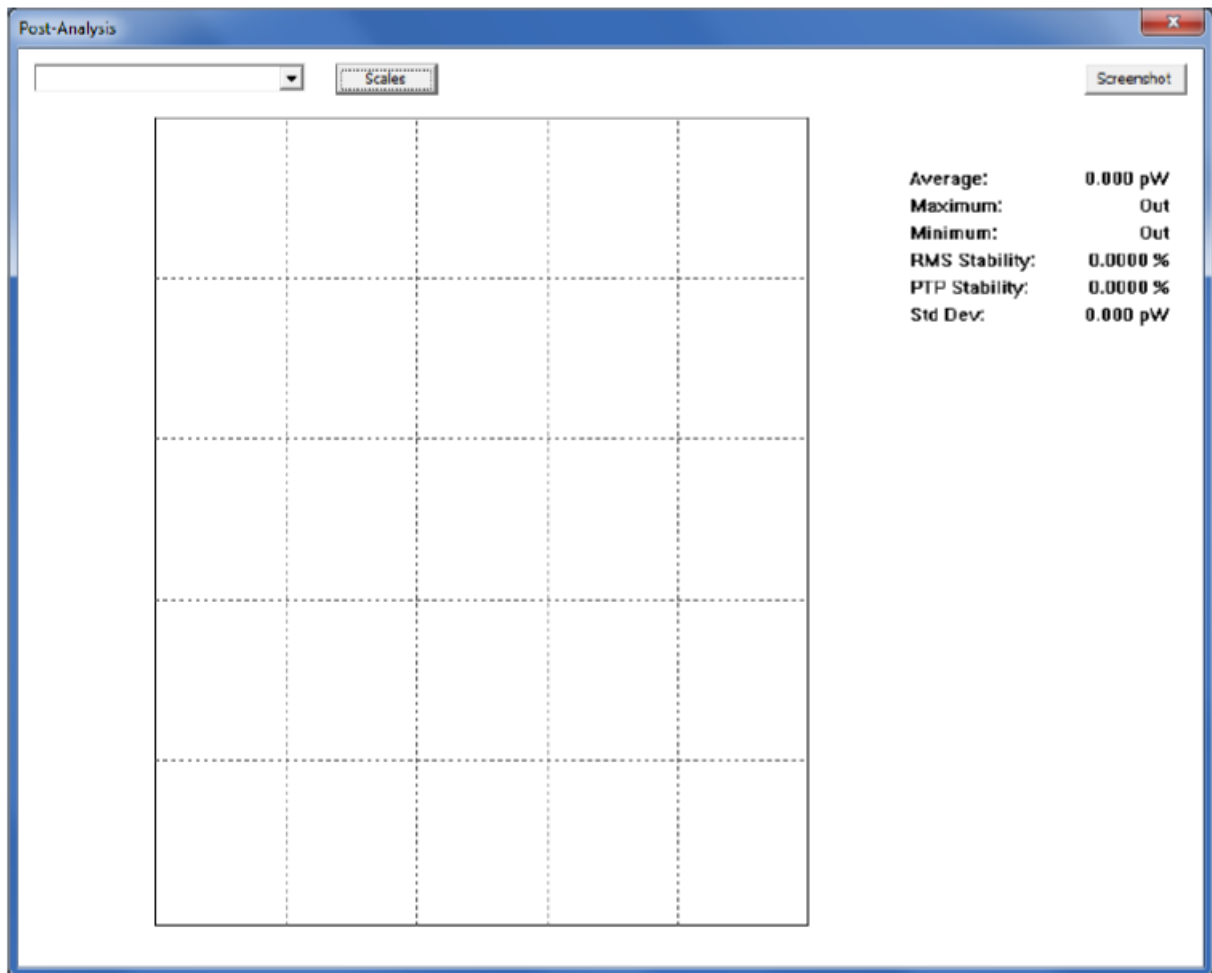 Post-Analysis
Scales
Screenshot
Average: 0.000 pW
Maximum: Out
Minimum: Out
RMS Stability: 0.0000 %
PTP Stability: 0.0000 %
Std Dev: 0.000 pW